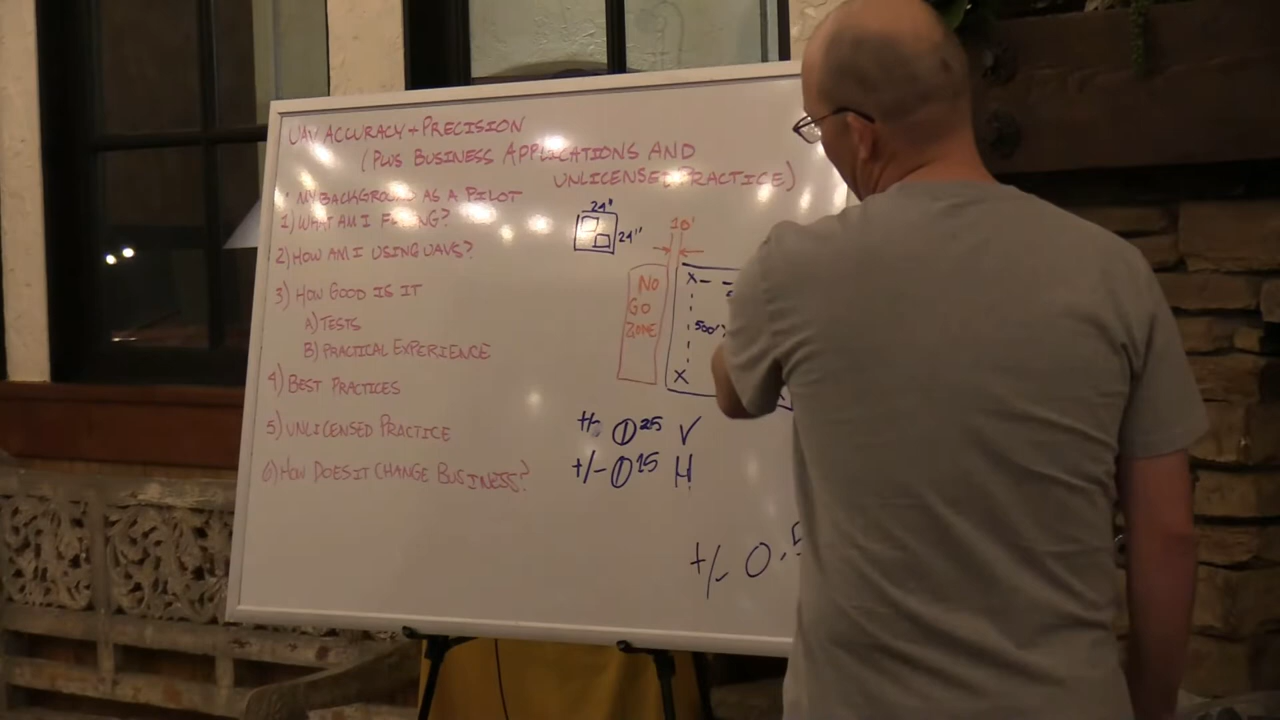 UAV ACCURACY + PRECISION
(PLUS BUSINESS APPLICATIONS AND
UNLICENSED PRACTICE)
MY BACKGROUND AS A PILOT
1) WHAT AM I FLYING?
2) HOW AM I USING UAVS?
3) HOW GOOD IS IT
A) TESTS
B) PRACTICAL EXPERIENCE
4) BEST PRACTICES
5) UNLICENSED PRACTICE
6) HOW DOES IT CHANGE BUSINESS?
24"
24"
10'
NO
GO
ZONE
X
500'
X
+/- 0 25 V
+/- 0 15 H
+/- 0.5